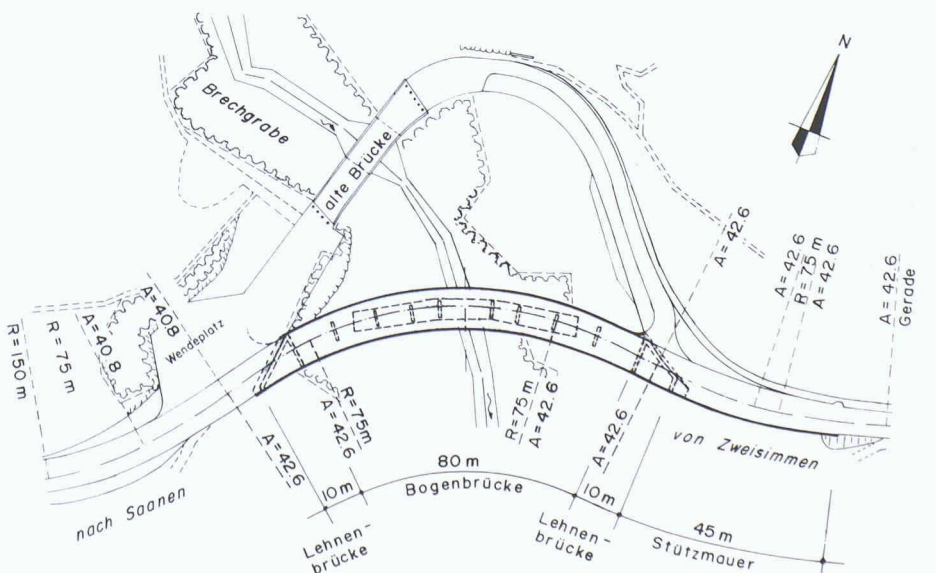 N
Brechgrabe
alte Brücke
A = 42.6
A = 42.6
R = 75 m
A = 42.6
A = 42.6
Gerade
R = 150 m
R = 75 m
A = 40.8
A = 40.8
Wendeplatz
A = 42.6
R = 75 m
A = 42.6
R = 75 m
A = 42.6
A = 42.6
von Zweisimmen
nach Saanen
10 m
80 m
10 m
45 m
Lehnen-
brücke
Bogenbrücke
Lehnen-
brücke
Stützmauer